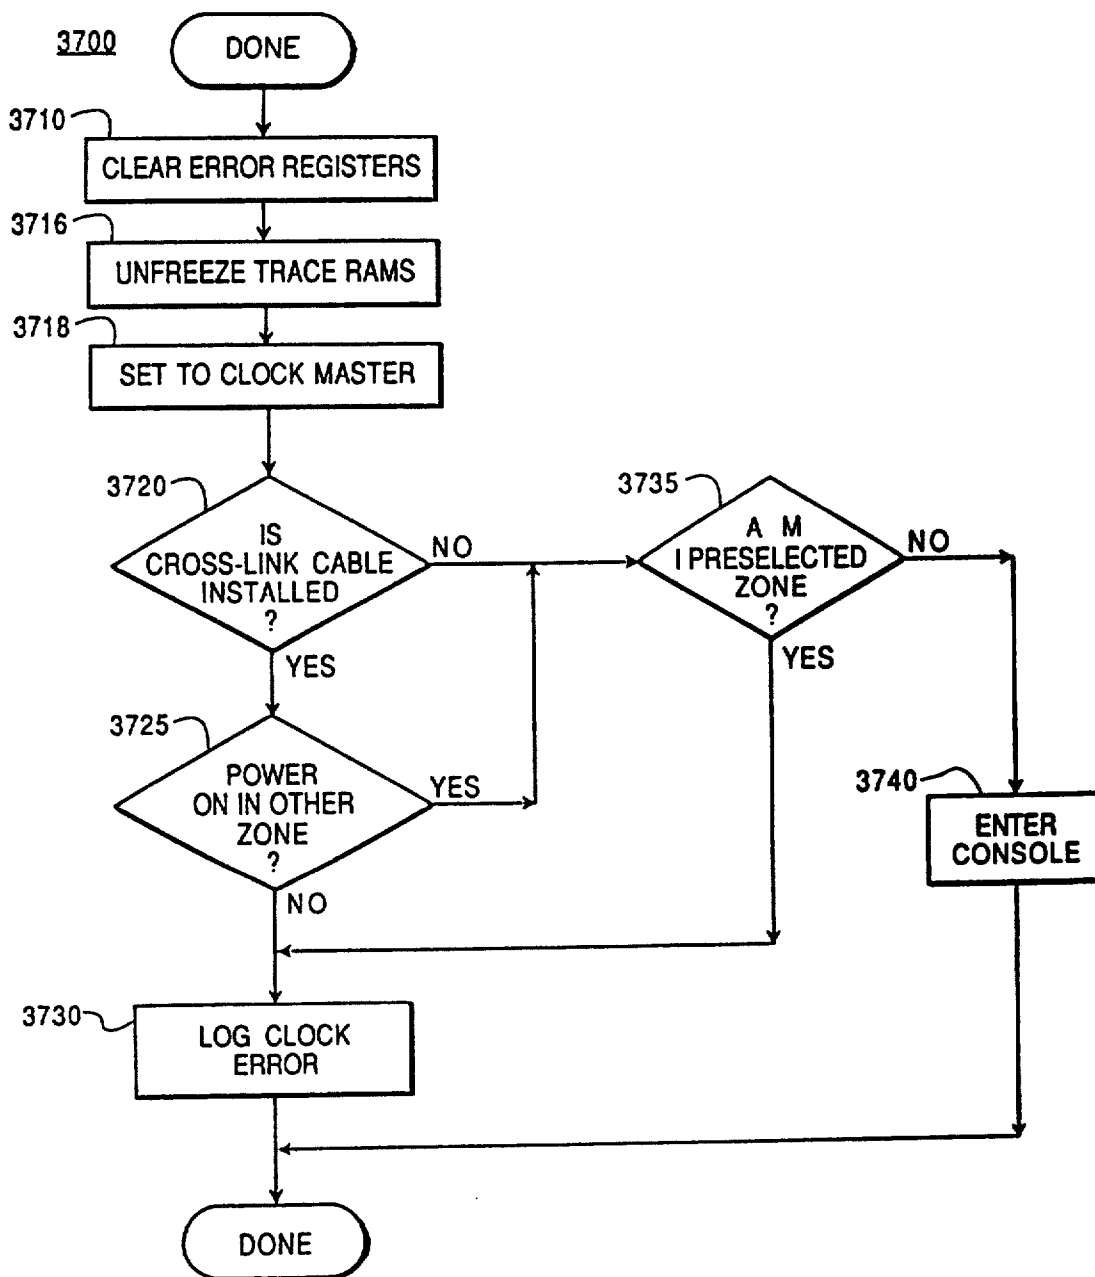 3700
DONE
3710
CLEAR ERROR REGISTERS
3716
UNFREEZE TRACE RAMS
3718
SET TO CLOCK MASTER
3720
IS
CROSS-LINK CABLE
INSTALLED
?
NO
YES
3735
A M
I PRESELECTED
ZONE
?
NO
YES
3725
POWER
ON IN OTHER
ZONE
?
YES
NO
3740
ENTER
CONSOLE
3730
LOG CLOCK
ERROR
DONE